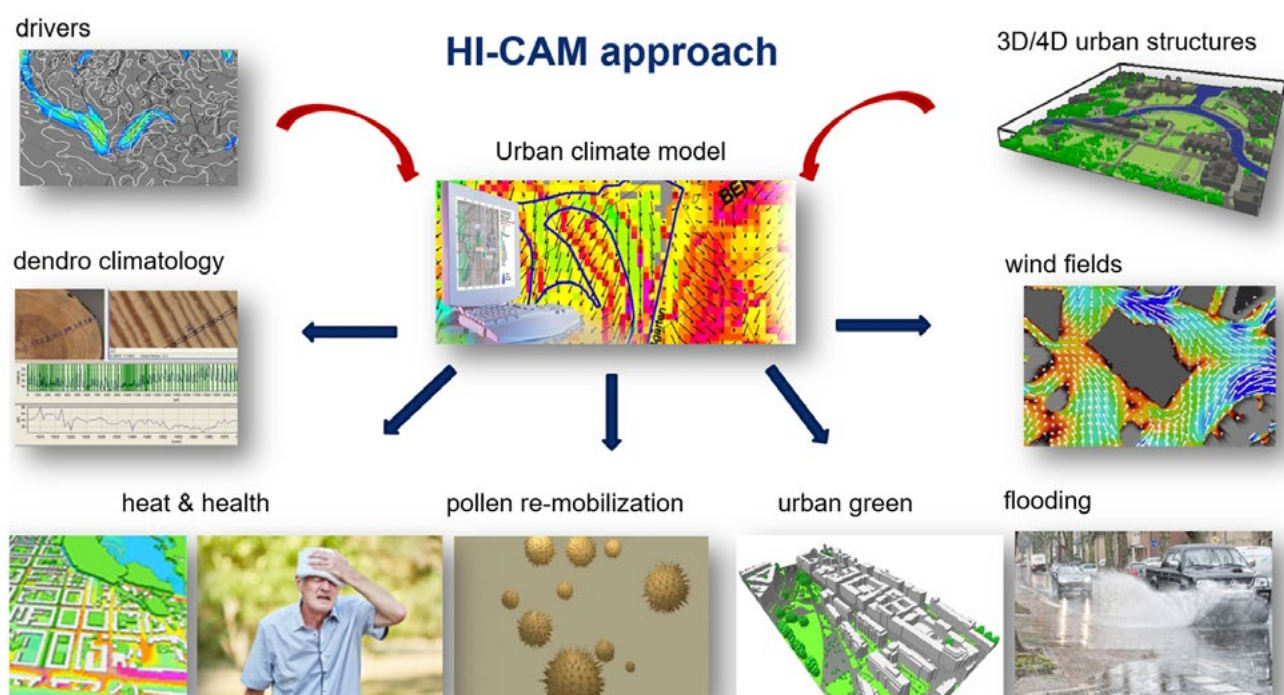 drivers
HI-CAM approach
3D/4D urban structures
Urban climate model
dendro climatology
wind fields
heat & health
pollen re-mobilization
urban green
flooding